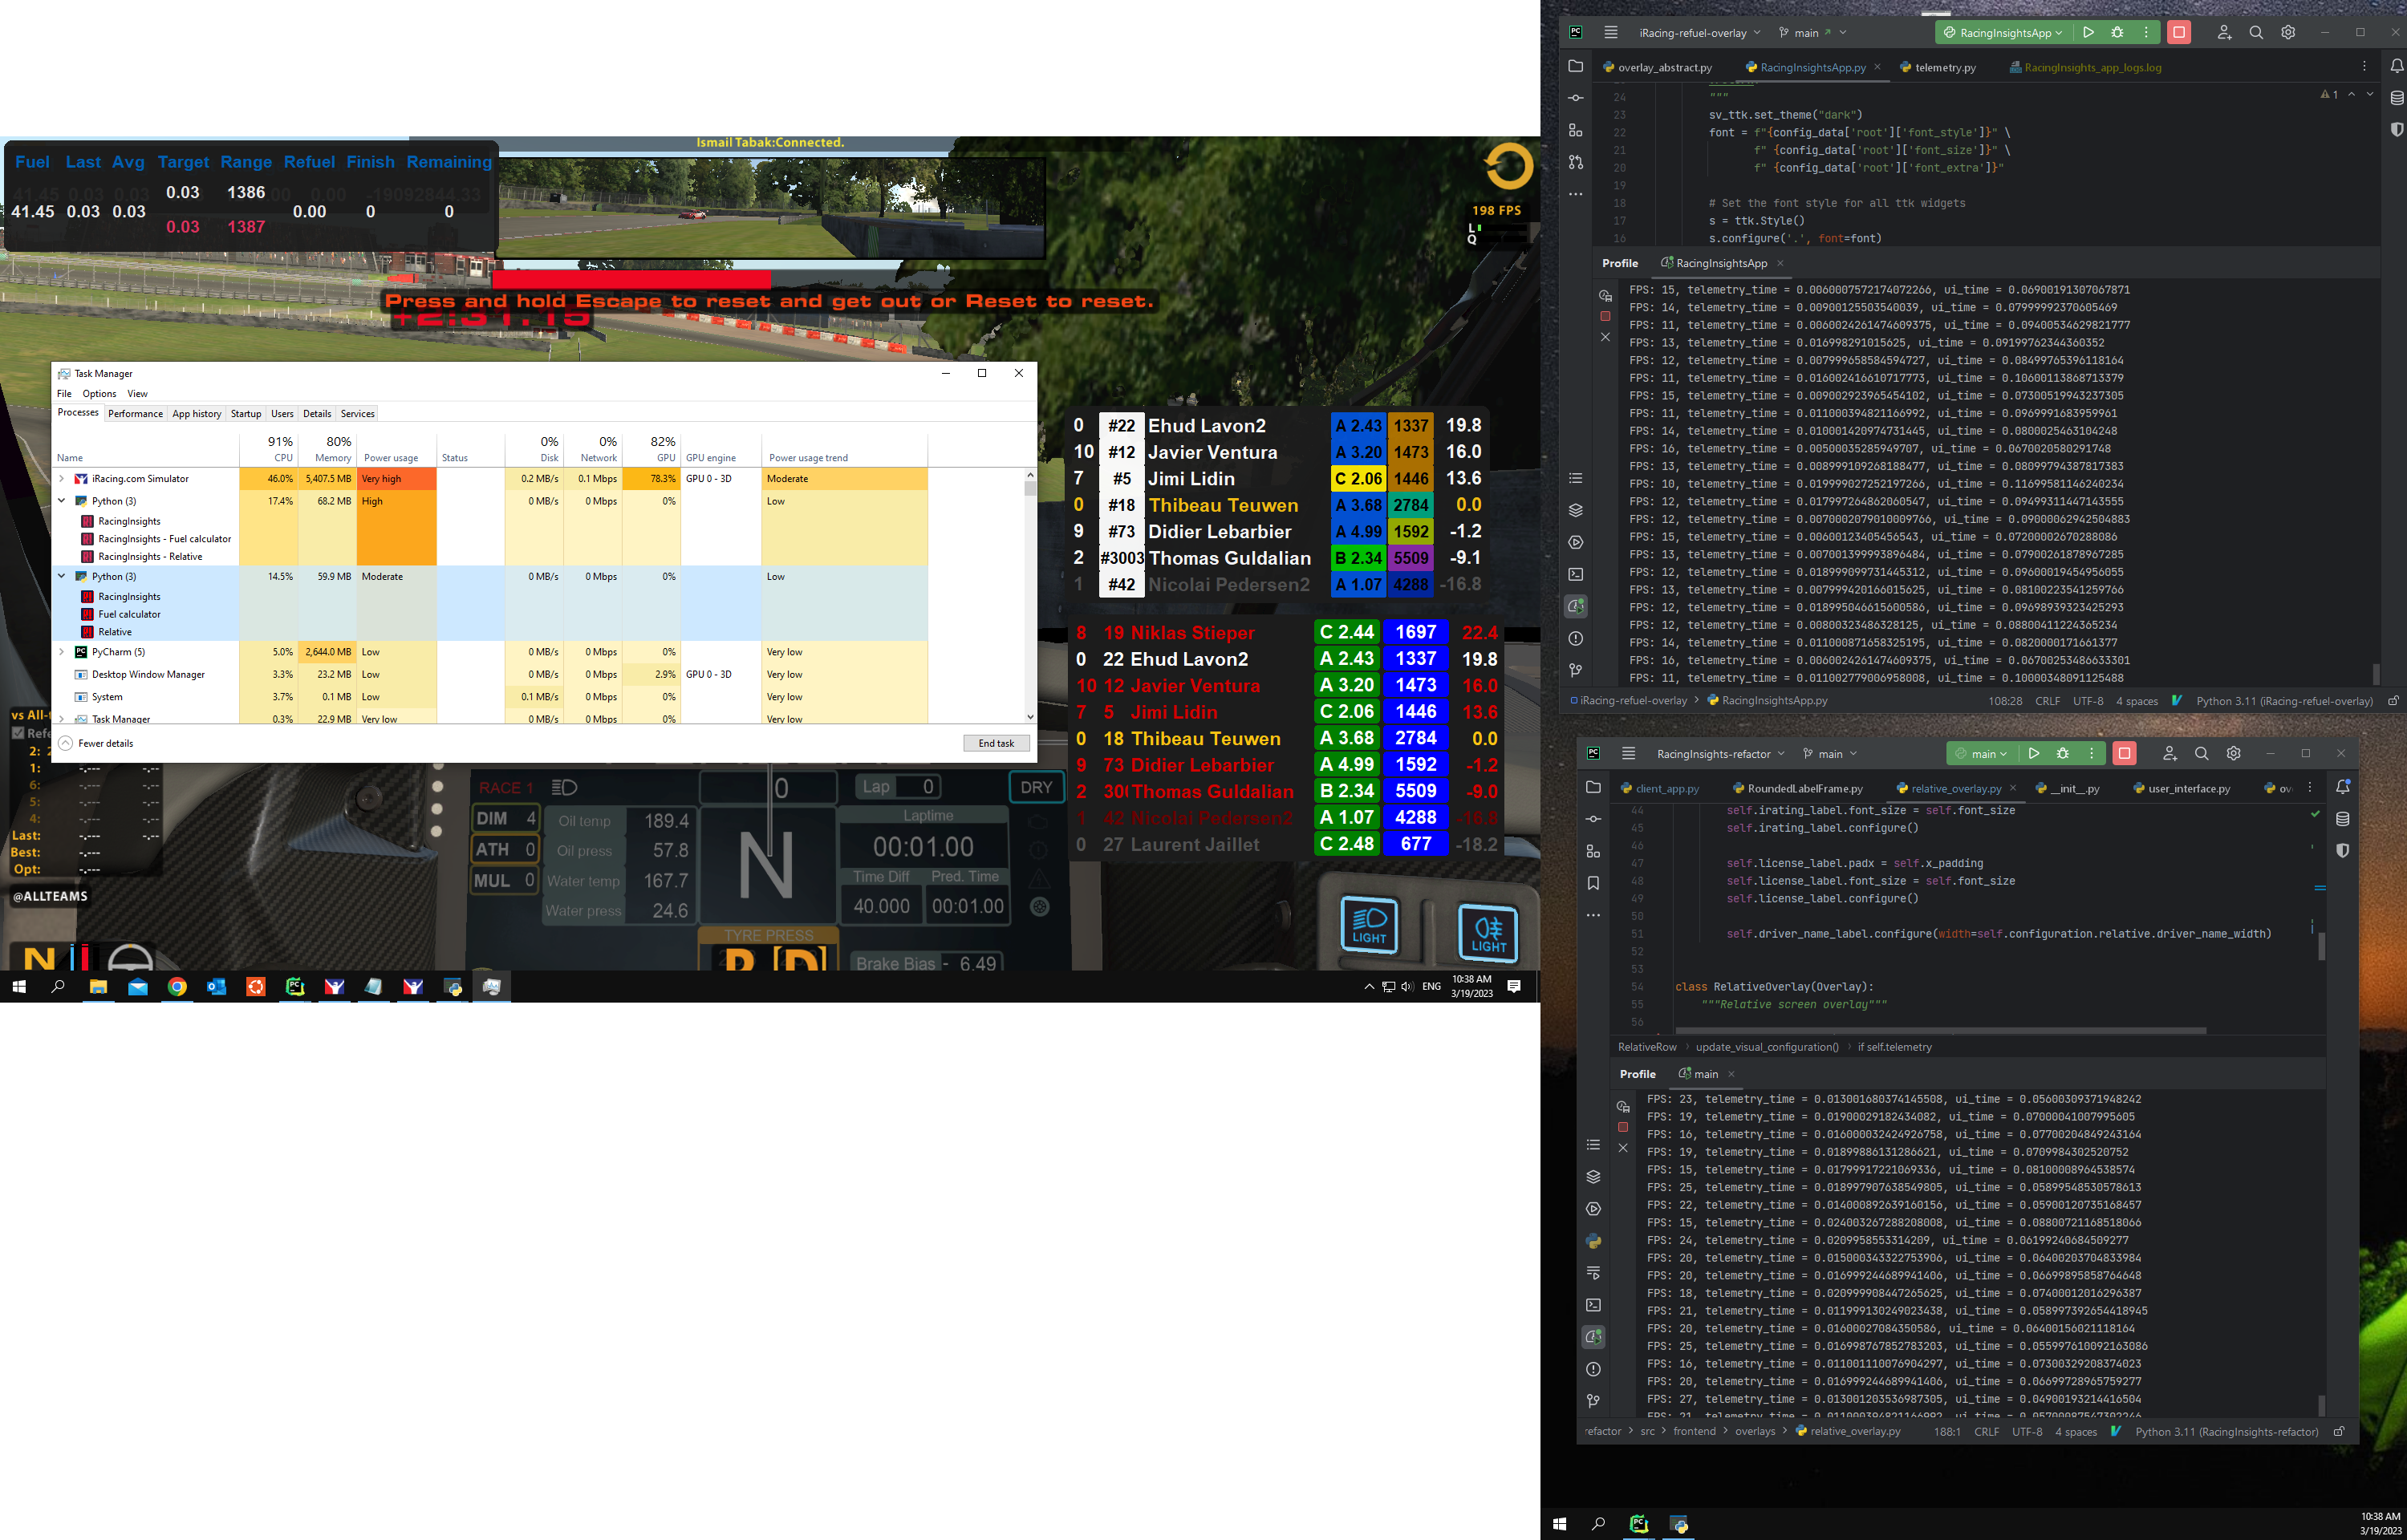 Ismail Tabak:Connected.
Fuel Last Avg Target Range Refuel Finish Remaining
0.03 1386
41.45 0.03 0.03 0.00 0 0
0.03 1387
198 FPS
L
Q
Press and hold Escape to reset and get out or Reset to reset.
+2:31.15
Task Manager
File Options View
Processes Performance App history Startup Users Details Services
91% 80% 0% 0% 82%
Name CPU Memory Power usage Status Disk Network GPU GPU engine Power usage trend
iRacing.com Simulator 46.0% 5,407.5 MB Very high 0.2 MB/s 0.1 Mbps 78.3% GPU 0 - 3D Moderate
Python (3) 17.4% 68.2 MB High 0 MB/s 0 Mbps 0% Low
RacingInsights
RacingInsights - Fuel calculator
RacingInsights - Relative
Python (3) 14.5% 59.9 MB Moderate 0 MB/s 0 Mbps 0% Low
RacingInsights
Fuel calculator
Relative
PyCharm (5) 5.0% 2,644.0 MB Low 0 MB/s 0 Mbps 0% Very low
Desktop Window Manager 3.3% 23.2 MB Low 0 MB/s 0 Mbps 2.9% GPU 0 - 3D Very low
System 3.7% 0.1 MB Low 0.1 MB/s 0 Mbps 0% Very low
Task Manager 0.3% 22.9 MB Very low 0 MB/s 0 Mbps 0% Very low
Fewer details End task
0 #22 Ehud Lavon2 A 2.43 1337 19.8
10 #12 Javier Ventura A 3.20 1473 16.0
7 #5 Jimi Lidin C 2.06 1446 13.6
0 #18 Thibeau Teuwen A 3.68 2784 0.0
9 #73 Didier Lebarbier A 4.99 1592 -1.2
2 #3003 Thomas Guldalian B 2.34 5509 -9.1
1 #42 Nicolai Pedersen2 A 1.07 4288 -16.8
8 19 Niklas Stieper C 2.44 1697 22.4
0 22 Ehud Lavon2 A 2.43 1337 19.8
10 12 Javier Ventura A 3.20 1473 16.0
7 5 Jimi Lidin C 2.06 1446 13.6
0 18 Thibeau Teuwen A 3.68 2784 0.0
9 73 Didier Lebarbier A 4.99 1592 -1.2
2 300 Thomas Guldalian B 2.34 5509 -9.0
1 42 Nicolai Pedersen2 A 1.07 4288 -16.8
0 27 Laurent Jaillet C 2.48 677 -18.2
vs All-t
Refe
2: 2
1: -.--- -.--
6:
5:
4:
Last: -.--- -.--
Best: -.---
Opt: -.---
@ALLTEAMS
N
RACE 1
0
Lap 0
DRY
DIM 4
ATH 0
MUL 0
Oil temp 189.4
Oil press 57.8
Water temp 167.7
Water press 24.6
N
Laptime
00:01.00
Time Diff Pred. Time
40.000 00:01.00
TYRE PRESS
Brake Bias - 6.49
LIGHT
LIGHT
ENG
10:38 AM
3/19/2023
iRacing-refuel-overlay main RacingInsightsApp
overlay_abstract.py RacingInsightsApp.py telemetry.py RacingInsights_app_logs.log
24 """
23 sv_ttk.set_theme("dark")
22 font = f"{config_data['root']['font_style']}" \
21 f" {config_data['root']['font_size']}" \
20 f" {config_data['root']['font_extra']}"
19
18 # Set the font style for all ttk widgets
17 s = ttk.Style()
16 s.configure('.', font=font)
1
Profile RacingInsightsApp
FPS: 15, telemetry_time = 0.0060007572174072266, ui_time = 0.06900191307067871
FPS: 14, telemetry_time = 0.00900125503540039, ui_time = 0.07999992370605469
FPS: 11, telemetry_time = 0.0060024261474609375, ui_time = 0.09400534629821777
FPS: 13, telemetry_time = 0.016998291015625, ui_time = 0.09199762344360352
FPS: 12, telemetry_time = 0.007999658584594727, ui_time = 0.08499765396118164
FPS: 11, telemetry_time = 0.016002416610717773, ui_time = 0.10600113868713379
FPS: 15, telemetry_time = 0.009002923965454102, ui_time = 0.07300519943237305
FPS: 11, telemetry_time = 0.011000394821166992, ui_time = 0.0969991683959961
FPS: 14, telemetry_time = 0.010001420974731445, ui_time = 0.0800025463104248
FPS: 16, telemetry_time = 0.00500035285949707, ui_time = 0.0670020580291748
FPS: 13, telemetry_time = 0.008999109268188477, ui_time = 0.08099794387817383
FPS: 10, telemetry_time = 0.019999027252197266, ui_time = 0.11699581146240234
FPS: 12, telemetry_time = 0.017997264862060547, ui_time = 0.09499311447143555
FPS: 12, telemetry_time = 0.0070002079010009766, ui_time = 0.09000062942504883
FPS: 15, telemetry_time = 0.00600123405456543, ui_time = 0.07200002670288086
FPS: 13, telemetry_time = 0.007001399993896484, ui_time = 0.07900261878967285
FPS: 12, telemetry_time = 0.018999099731445312, ui_time = 0.09600019454956055
FPS: 13, telemetry_time = 0.007999420166015625, ui_time = 0.08100223541259766
FPS: 12, telemetry_time = 0.018995046615600586, ui_time = 0.09698939323425293
FPS: 12, telemetry_time = 0.00800323486328125, ui_time = 0.08800411224365234
FPS: 14, telemetry_time = 0.011000871658325195, ui_time = 0.0820000171661377
FPS: 16, telemetry_time = 0.0060024261474609375, ui_time = 0.06700253486633301
FPS: 11, telemetry_time = 0.011002779006958008, ui_time = 0.10000348091125488
iRacing-refuel-overlay RacingInsightsApp.py 108:28 CRLF UTF-8 4 spaces Python 3.11 (iRacing-refuel-overlay)
RacingInsights-refactor main main
client_app.py RoundedLabelFrame.py relative_overlay.py __init__.py user_interface.py ov
44 self.irating_label.font_size = self.font_size
45 self.irating_label.configure()
46
47 self.license_label.padx = self.x_padding
48 self.license_label.font_size = self.font_size
49 self.license_label.configure()
50
51 self.driver_name_label.configure(width=self.configuration.relative.driver_name_width)
52
53
54 class RelativeOverlay(Overlay):
55 """Relative screen overlay"""
56
RelativeRow update_visual_configuration() if self.telemetry
Profile main
FPS: 23, telemetry_time = 0.013001680374145508, ui_time = 0.05600309371948242
FPS: 19, telemetry_time = 0.01900029182434082, ui_time = 0.07000041007995605
FPS: 16, telemetry_time = 0.016000032424926758, ui_time = 0.07700204849243164
FPS: 19, telemetry_time = 0.01899886131286621, ui_time = 0.0709984302520752
FPS: 15, telemetry_time = 0.01799917221069336, ui_time = 0.08100008964538574
FPS: 25, telemetry_time = 0.018997907638549805, ui_time = 0.05899548530578613
FPS: 22, telemetry_time = 0.014000892639160156, ui_time = 0.05900120735168457
FPS: 15, telemetry_time = 0.024003267288208008, ui_time = 0.08800721168518066
FPS: 24, telemetry_time = 0.0209958553314209, ui_time = 0.06199240684509277
FPS: 20, telemetry_time = 0.015000343322753906, ui_time = 0.06400203704833984
FPS: 20, telemetry_time = 0.016999244689941406, ui_time = 0.06699895858764648
FPS: 18, telemetry_time = 0.020999908447265625, ui_time = 0.07400012016296387
FPS: 21, telemetry_time = 0.011999130249023438, ui_time = 0.058997392654418945
FPS: 20, telemetry_time = 0.01600027084350586, ui_time = 0.06400156021118164
FPS: 25, telemetry_time = 0.016998767852783203, ui_time = 0.055997610092163086
FPS: 16, telemetry_time = 0.011001110076904297, ui_time = 0.07300329208374023
FPS: 20, telemetry_time = 0.016999244689941406, ui_time = 0.06699728965759277
FPS: 27, telemetry_time = 0.013001203536987305, ui_time = 0.04900193214416504
FPS: 21, telemetry_time = 0.011000394821166992, ui_time = 0.05700087547302246
refactor src frontend overlays relative_overlay.py 188:1 CRLF UTF-8 4 spaces Python 3.11 (RacingInsights-refactor)
10:38 AM
3/19/2023